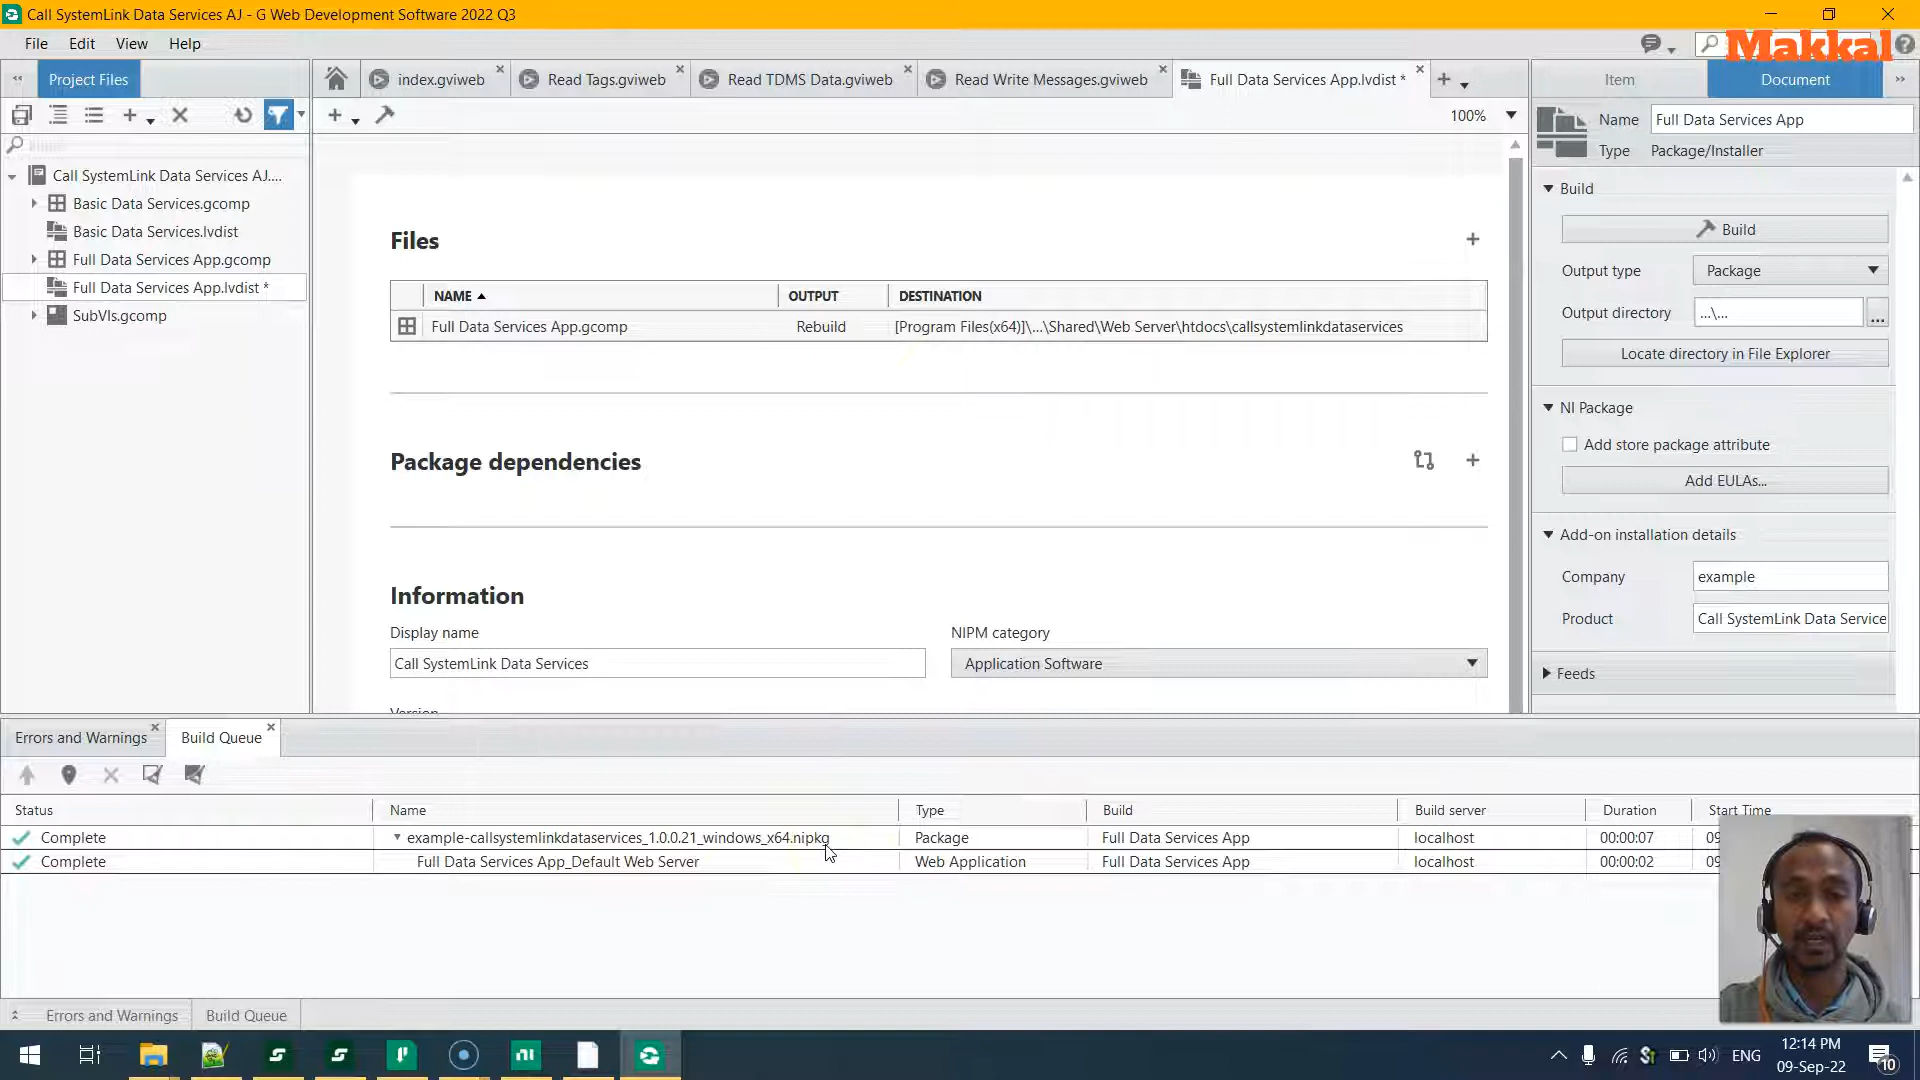 Call SystemLink Data Services AJ - G Web Development Software 2022 Q3
File Edit View Help
Makkal
Project Files
index.gviweb
Read Tags.gviweb
Read TDMS Data.gviweb
Read Write Messages.gviweb
Full Data Services App.lvdist *
Item
Document
100%
Call SystemLink Data Services AJ....
Basic Data Services.gcomp
Basic Data Services.lvdist
Full Data Services App.gcomp
Full Data Services App.lvdist *
SubVIs.gcomp
Files
NAME OUTPUT DESTINATION
Full Data Services App.gcomp Rebuild [Program Files(x64)]\...\Shared\Web Server\htdocs\callsystemlinkdataservices
Package dependencies
Information
Display name NIPM category
Call SystemLink Data Services Application Software
Version
Name Full Data Services App
Type Package/Installer
Build
Build
Output type Package
Output directory ...\... ...
Locate directory in File Explorer
NI Package
Add store package attribute
Add EULAs...
Add-on installation details
Company example
Product Call SystemLink Data Service
Feeds
Errors and Warnings Build Queue
Status Name Type Build Build server Duration Start Time
Complete example-callsystemlinkdataservices_1.0.0.21_windows_x64.nipkg Package Full Data Services App localhost 00:00:07 09
Complete Full Data Services App_Default Web Server Web Application Full Data Services App localhost 00:00:02 09
Errors and Warnings Build Queue
ENG
12:14 PM
09-Sep-22
10